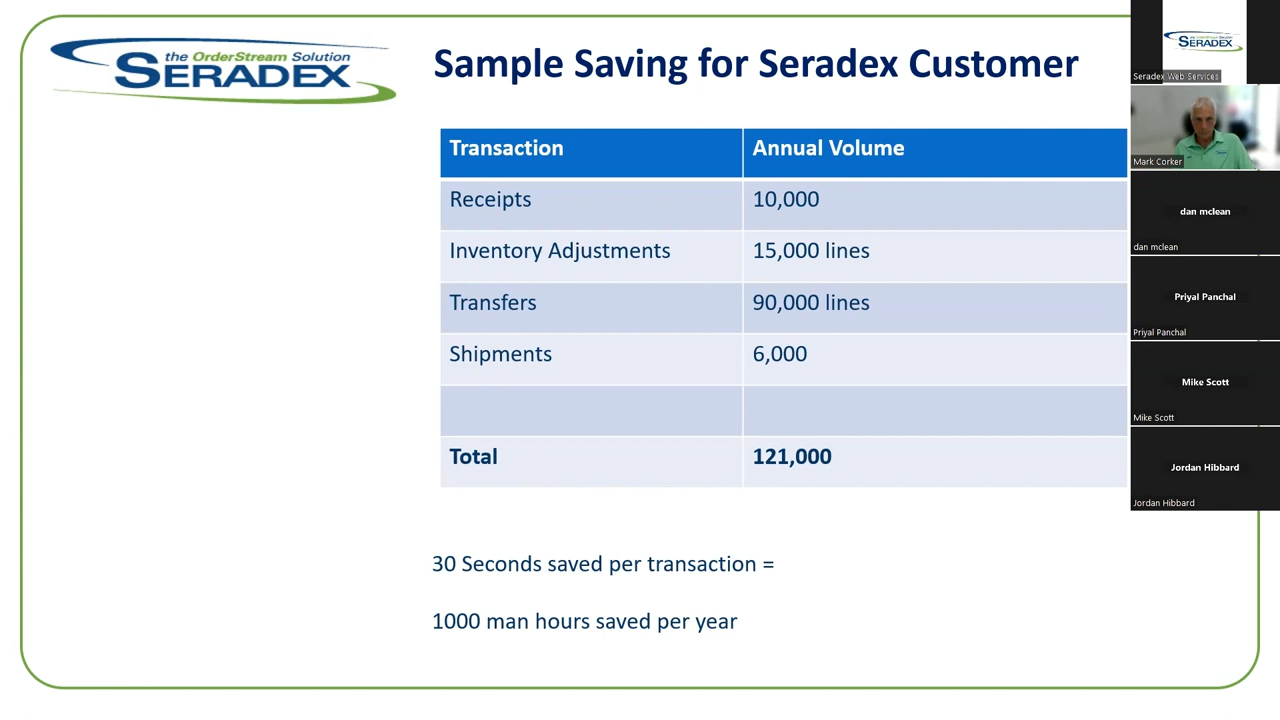 the OrderStream Solution
SERADEX
Sample Saving for Seradex Customer
Transaction Annual Volume
Receipts 10,000
Inventory Adjustments 15,000 lines
Transfers 90,000 lines
Shipments 6,000
Total 121,000
30 Seconds saved per transaction =
1000 man hours saved per year
SERADEX
Seradex Web Services
Mark Corker
dan mclean
dan mclean
Priyal Panchal
Priyal Panchal
Mike Scott
Mike Scott
Jordan Hibbard
Jordan Hibbard